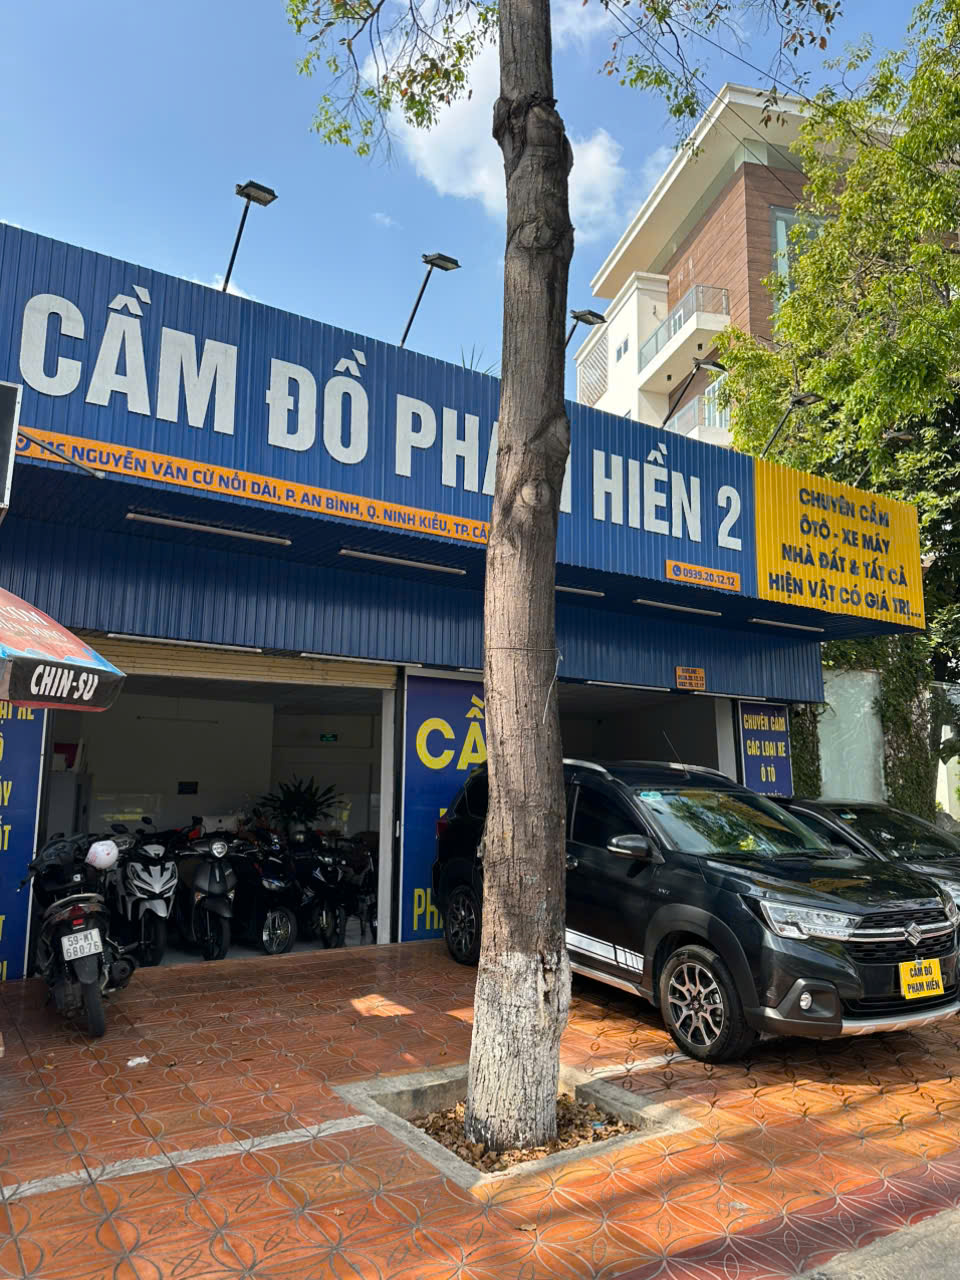 CẦM ĐỒ PHẠM HIỀN 2
NGUYỄN VĂN CỪ NỐI DÀI, P. AN BÌNH, Q. NINH KIỀU, TP.
0939.20.12.12
CHUYÊN CẦM
ÔTÔ - XE MÁY
NHÀ ĐẤT & TẤT CẢ
HIỆN VẬT CÓ GIÁ TRỊ...
CHIN-SU
CHUYÊN CẦM
CÁC LOẠI XE
Ô TÔ
59-M1
680.76
CẦM ĐỒ
PHẠM HIỀN